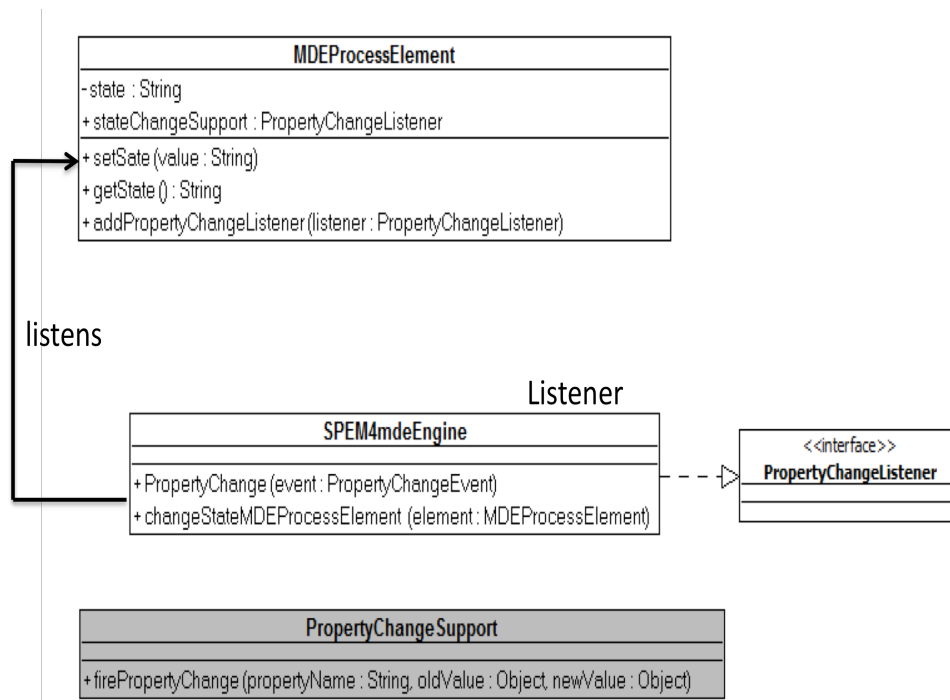 MDEProcessElement
-state : String
+ stateChangeSupport : PropertyChangeListener
+ setSate (value : String)
+ getState () : String
+ addPropertyChangeListener (listener : PropertyChangeListener)
listens
Listener
SPEM4mdeEngine
+ PropertyChange (event : PropertyChangeEvent)
+ changeStateMDEProcessElement (element : MDEProcessElement)
<<interface>>
PropertyChangeListener
PropertyChangeSupport
+ firePropertyChange (propertyName : String, oldValue : Object, newValue : Object)